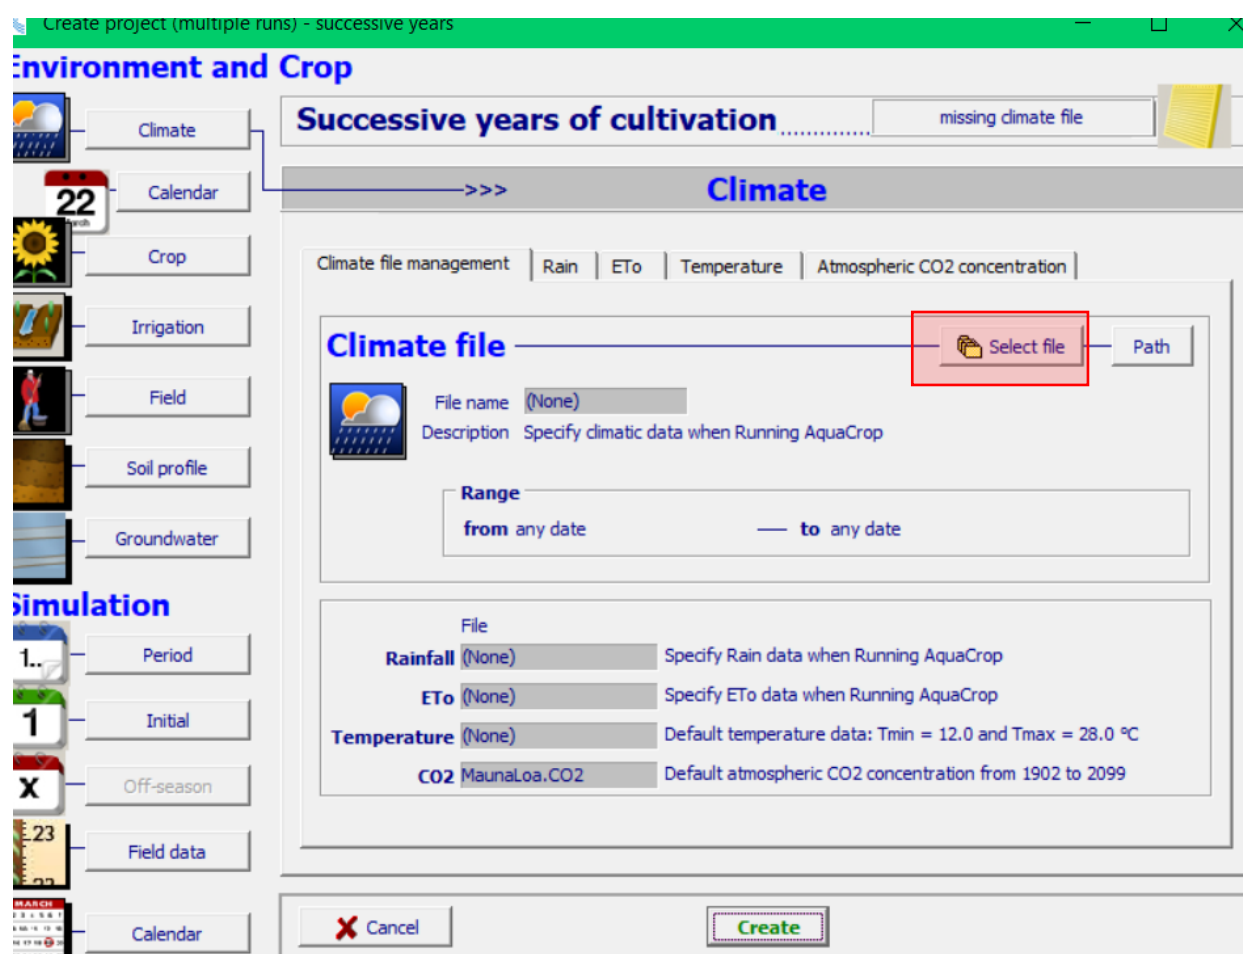 Create project (multiple runs) - successive years
Environment and Crop
Climate
Successive years of cultivation.............. missing climate file
22
March
Calendar
>>> Climate
Crop
Climate file management Rain ETo Temperature Atmospheric CO2 concentration
Irrigation
Climate file Select file Path
Field
File name (None)
Description Specify climatic data when Running AquaCrop
Soil profile
Range
from any date to any date
Groundwater
Simulation
File
1.. Period
Rainfall (None) Specify Rain data when Running AquaCrop
ETo (None) Specify ETo data when Running AquaCrop
1 Initial
Temperature (None) Default temperature data: Tmin = 12.0 and Tmax = 28.0 ºC
CO2 MaunaLoa.CO2 Default atmospheric CO2 concentration from 1902 to 2099
X Off-season
23
Field data
MARCH
Calendar
Cancel Create